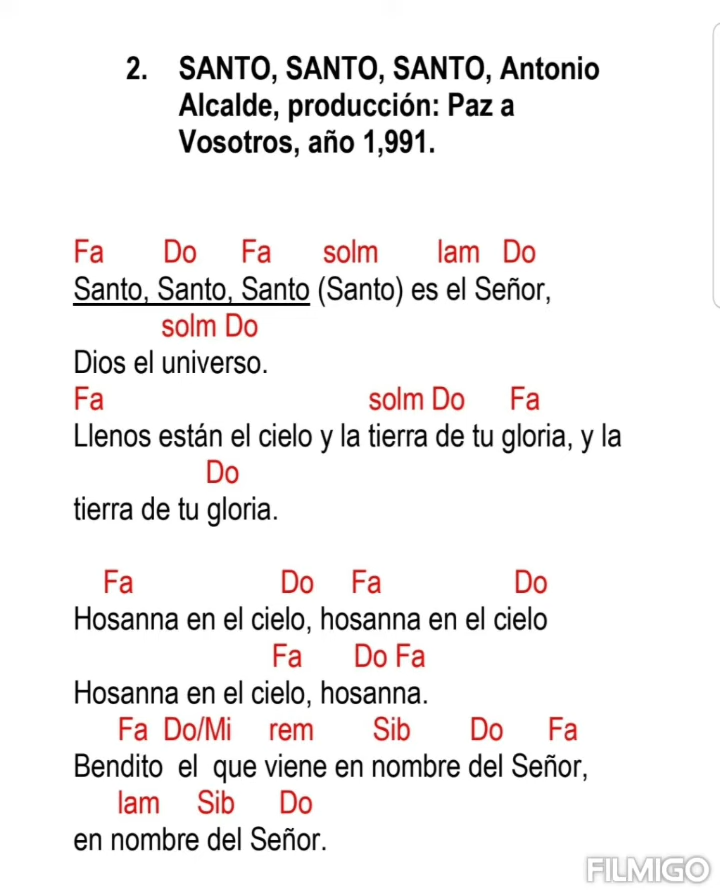 2. SANTO, SANTO, SANTO, Antonio
Alcalde, producción: Paz a
Vosotros, año 1,991.
Fa Do Fa solm lam Do
Santo, Santo, Santo (Santo) es el Señor,
solm Do
Dios el universo.
Fa solm Do Fa
Llenos están el cielo y la tierra de tu gloria, y la
Do
tierra de tu gloria.
Fa Do Fa Do
Hosanna en el cielo, hosanna en el cielo
Fa Do Fa
Hosanna en el cielo, hosanna.
Fa Do/Mi rem Sib Do Fa
Bendito el que viene en nombre del Señor,
lam Sib Do
en nombre del Señor.
FILMIGO